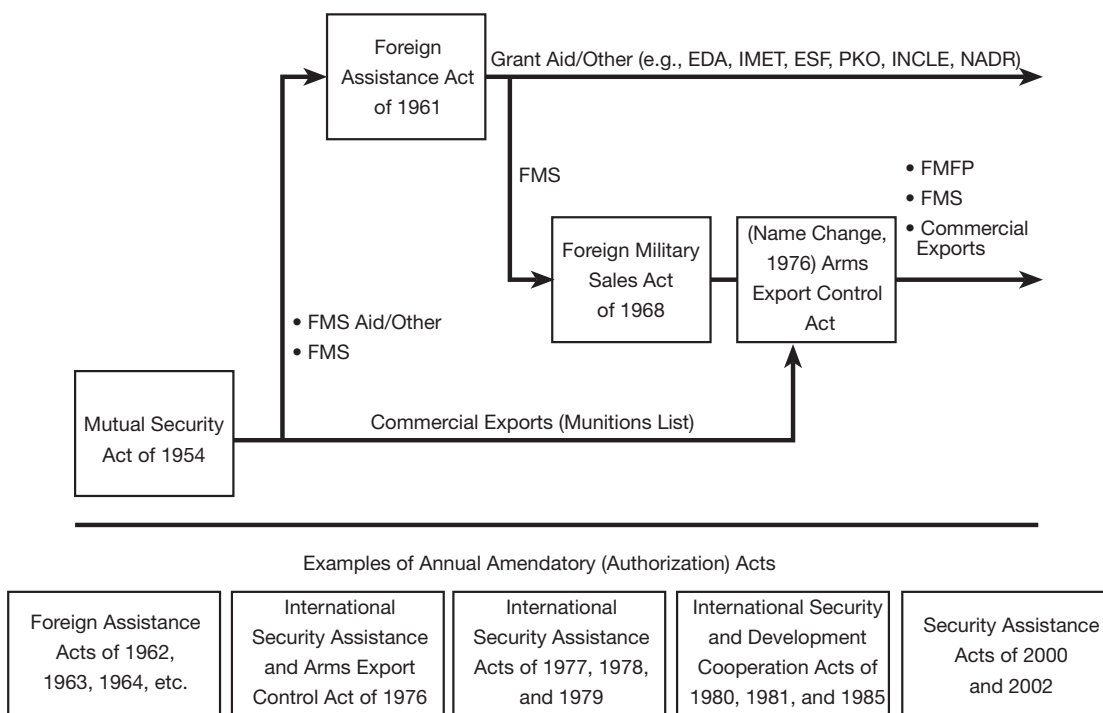 Foreign
Assistance Act
of 1961
Grant Aid/Other (e.g., EDA, IMET, ESF, PKO, INCLE, NADR)
FMS
• FMFP
• FMS
• Commercial
Exports
Foreign Military
Sales Act
of 1968
(Name Change,
1976) Arms
Export Control
Act
• FMS Aid/Other
• FMS
Mutual Security
Act of 1954
Commercial Exports (Munitions List)
Examples of Annual Amendatory (Authorization) Acts
Foreign Assistance
Acts of 1962,
1963, 1964, etc.
International
Security Assistance
and Arms Export
Control Act of 1976
International
Security Assistance
Acts of 1977, 1978,
and 1979
International Security
and Development
Cooperation Acts of
1980, 1981, and 1985
Security Assistance
Acts of 2000
and 2002